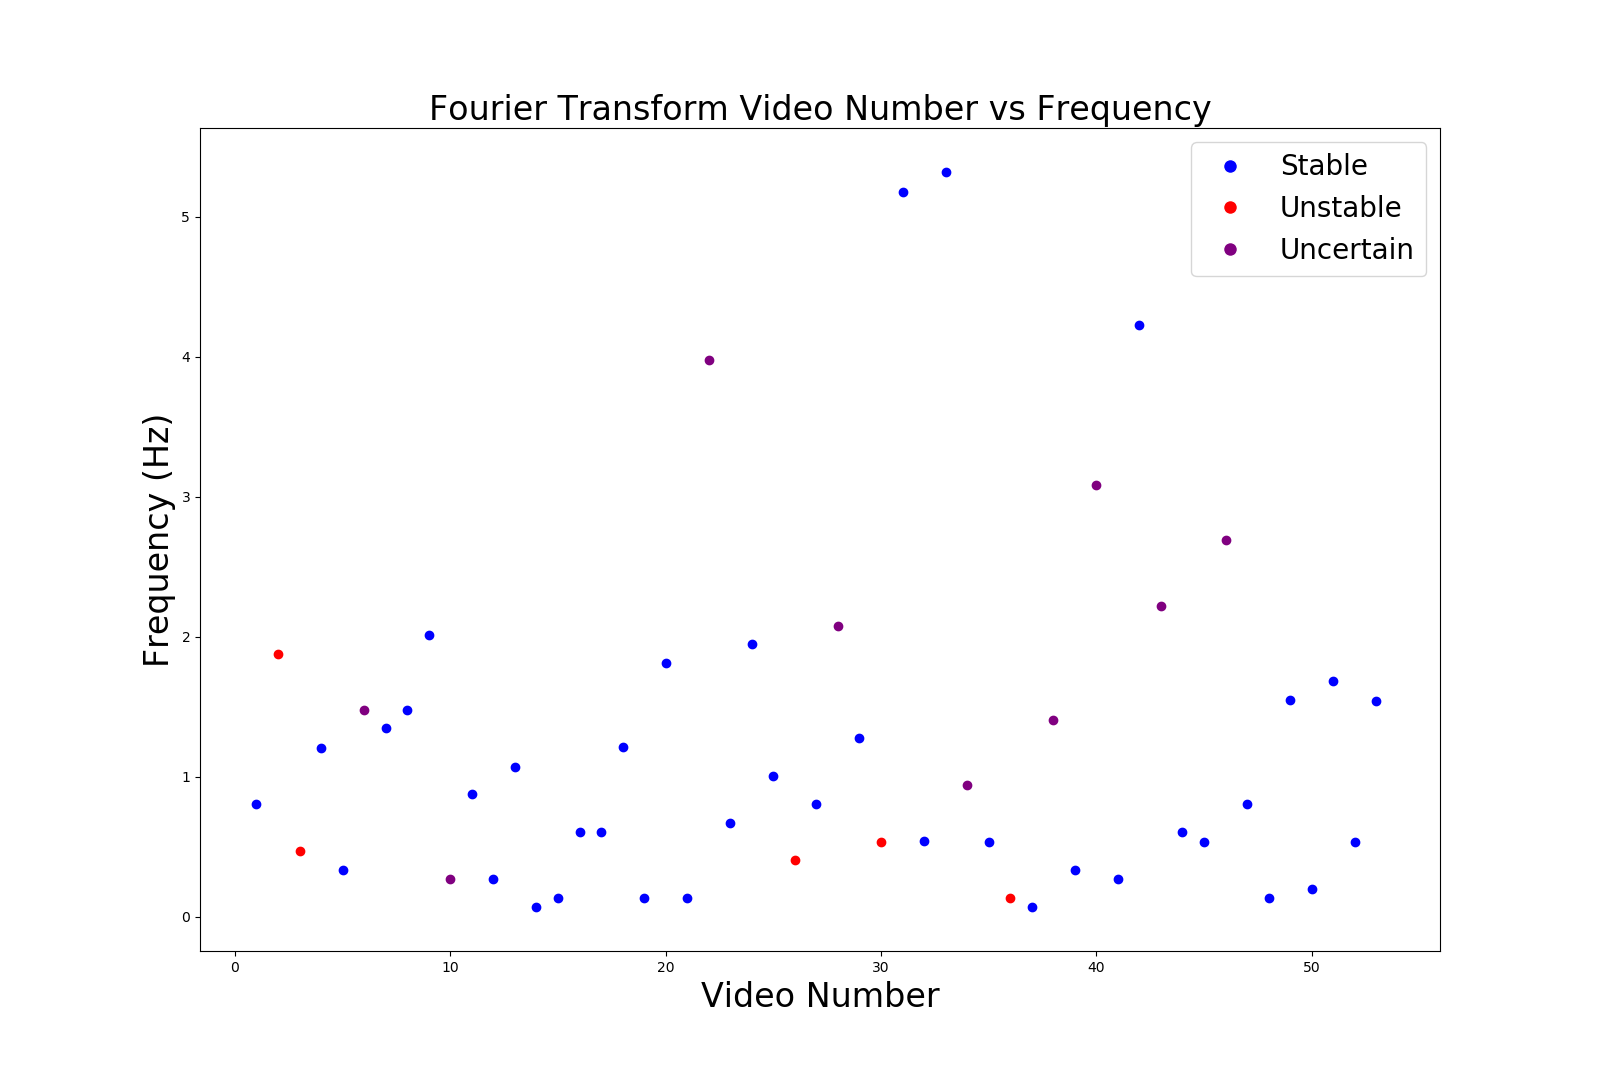 Fourier Transform Video Number vs Frequency
Stable
Unstable
Uncertain
5
4
3
2
1
0
Frequency (Hz)
0 10 20 30 40 50
Video Number